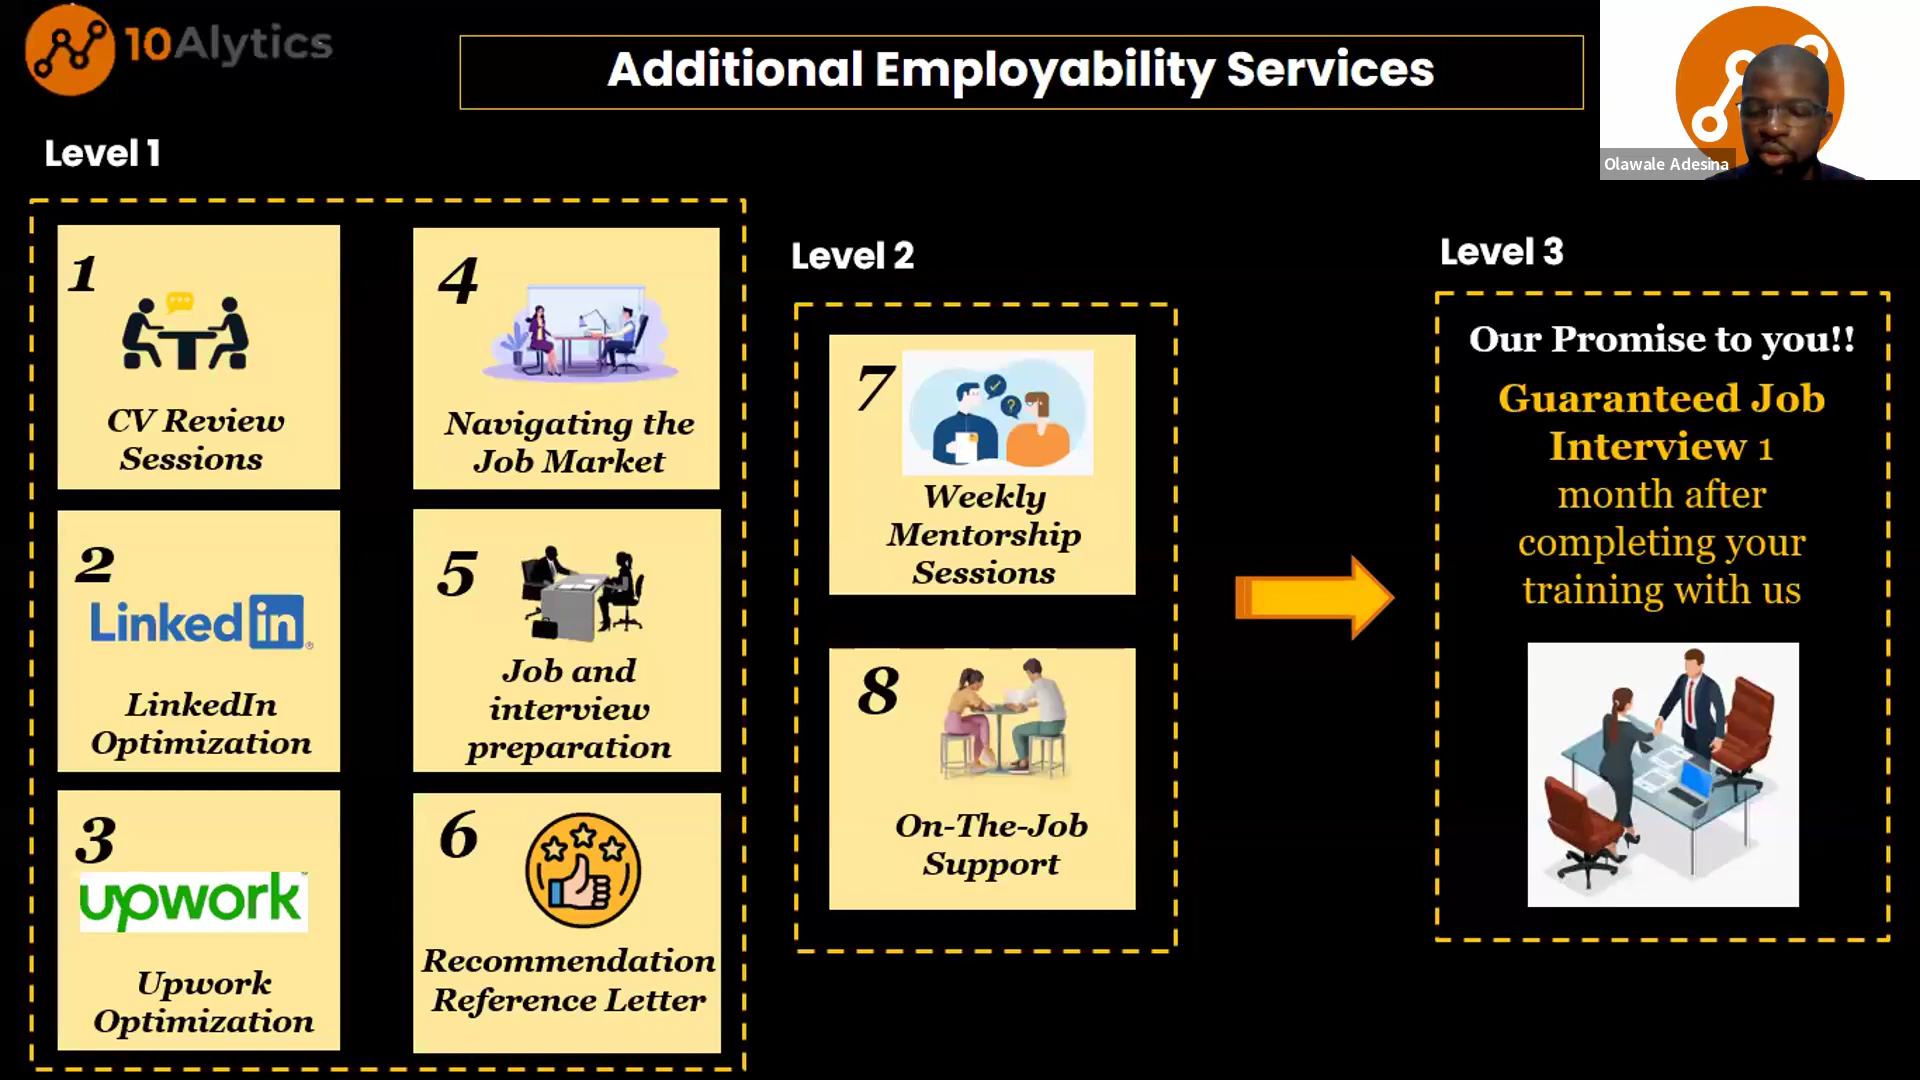 10Alytics
Additional Employability Services
Olawale Adesina
Level 1
1
CV Review
Sessions
2
Linked in
LinkedIn
Optimization
3
upwork
Upwork
Optimization
4
Navigating the
Job Market
5
Job and
interview
preparation
6
Recommendation
Reference Letter
Level 2
7
?
Weekly
Mentorship
Sessions
8
On-The-Job
Support
Level 3
Our Promise to you!!
Guaranteed Job
Interview 1
month after
completing your
training with us